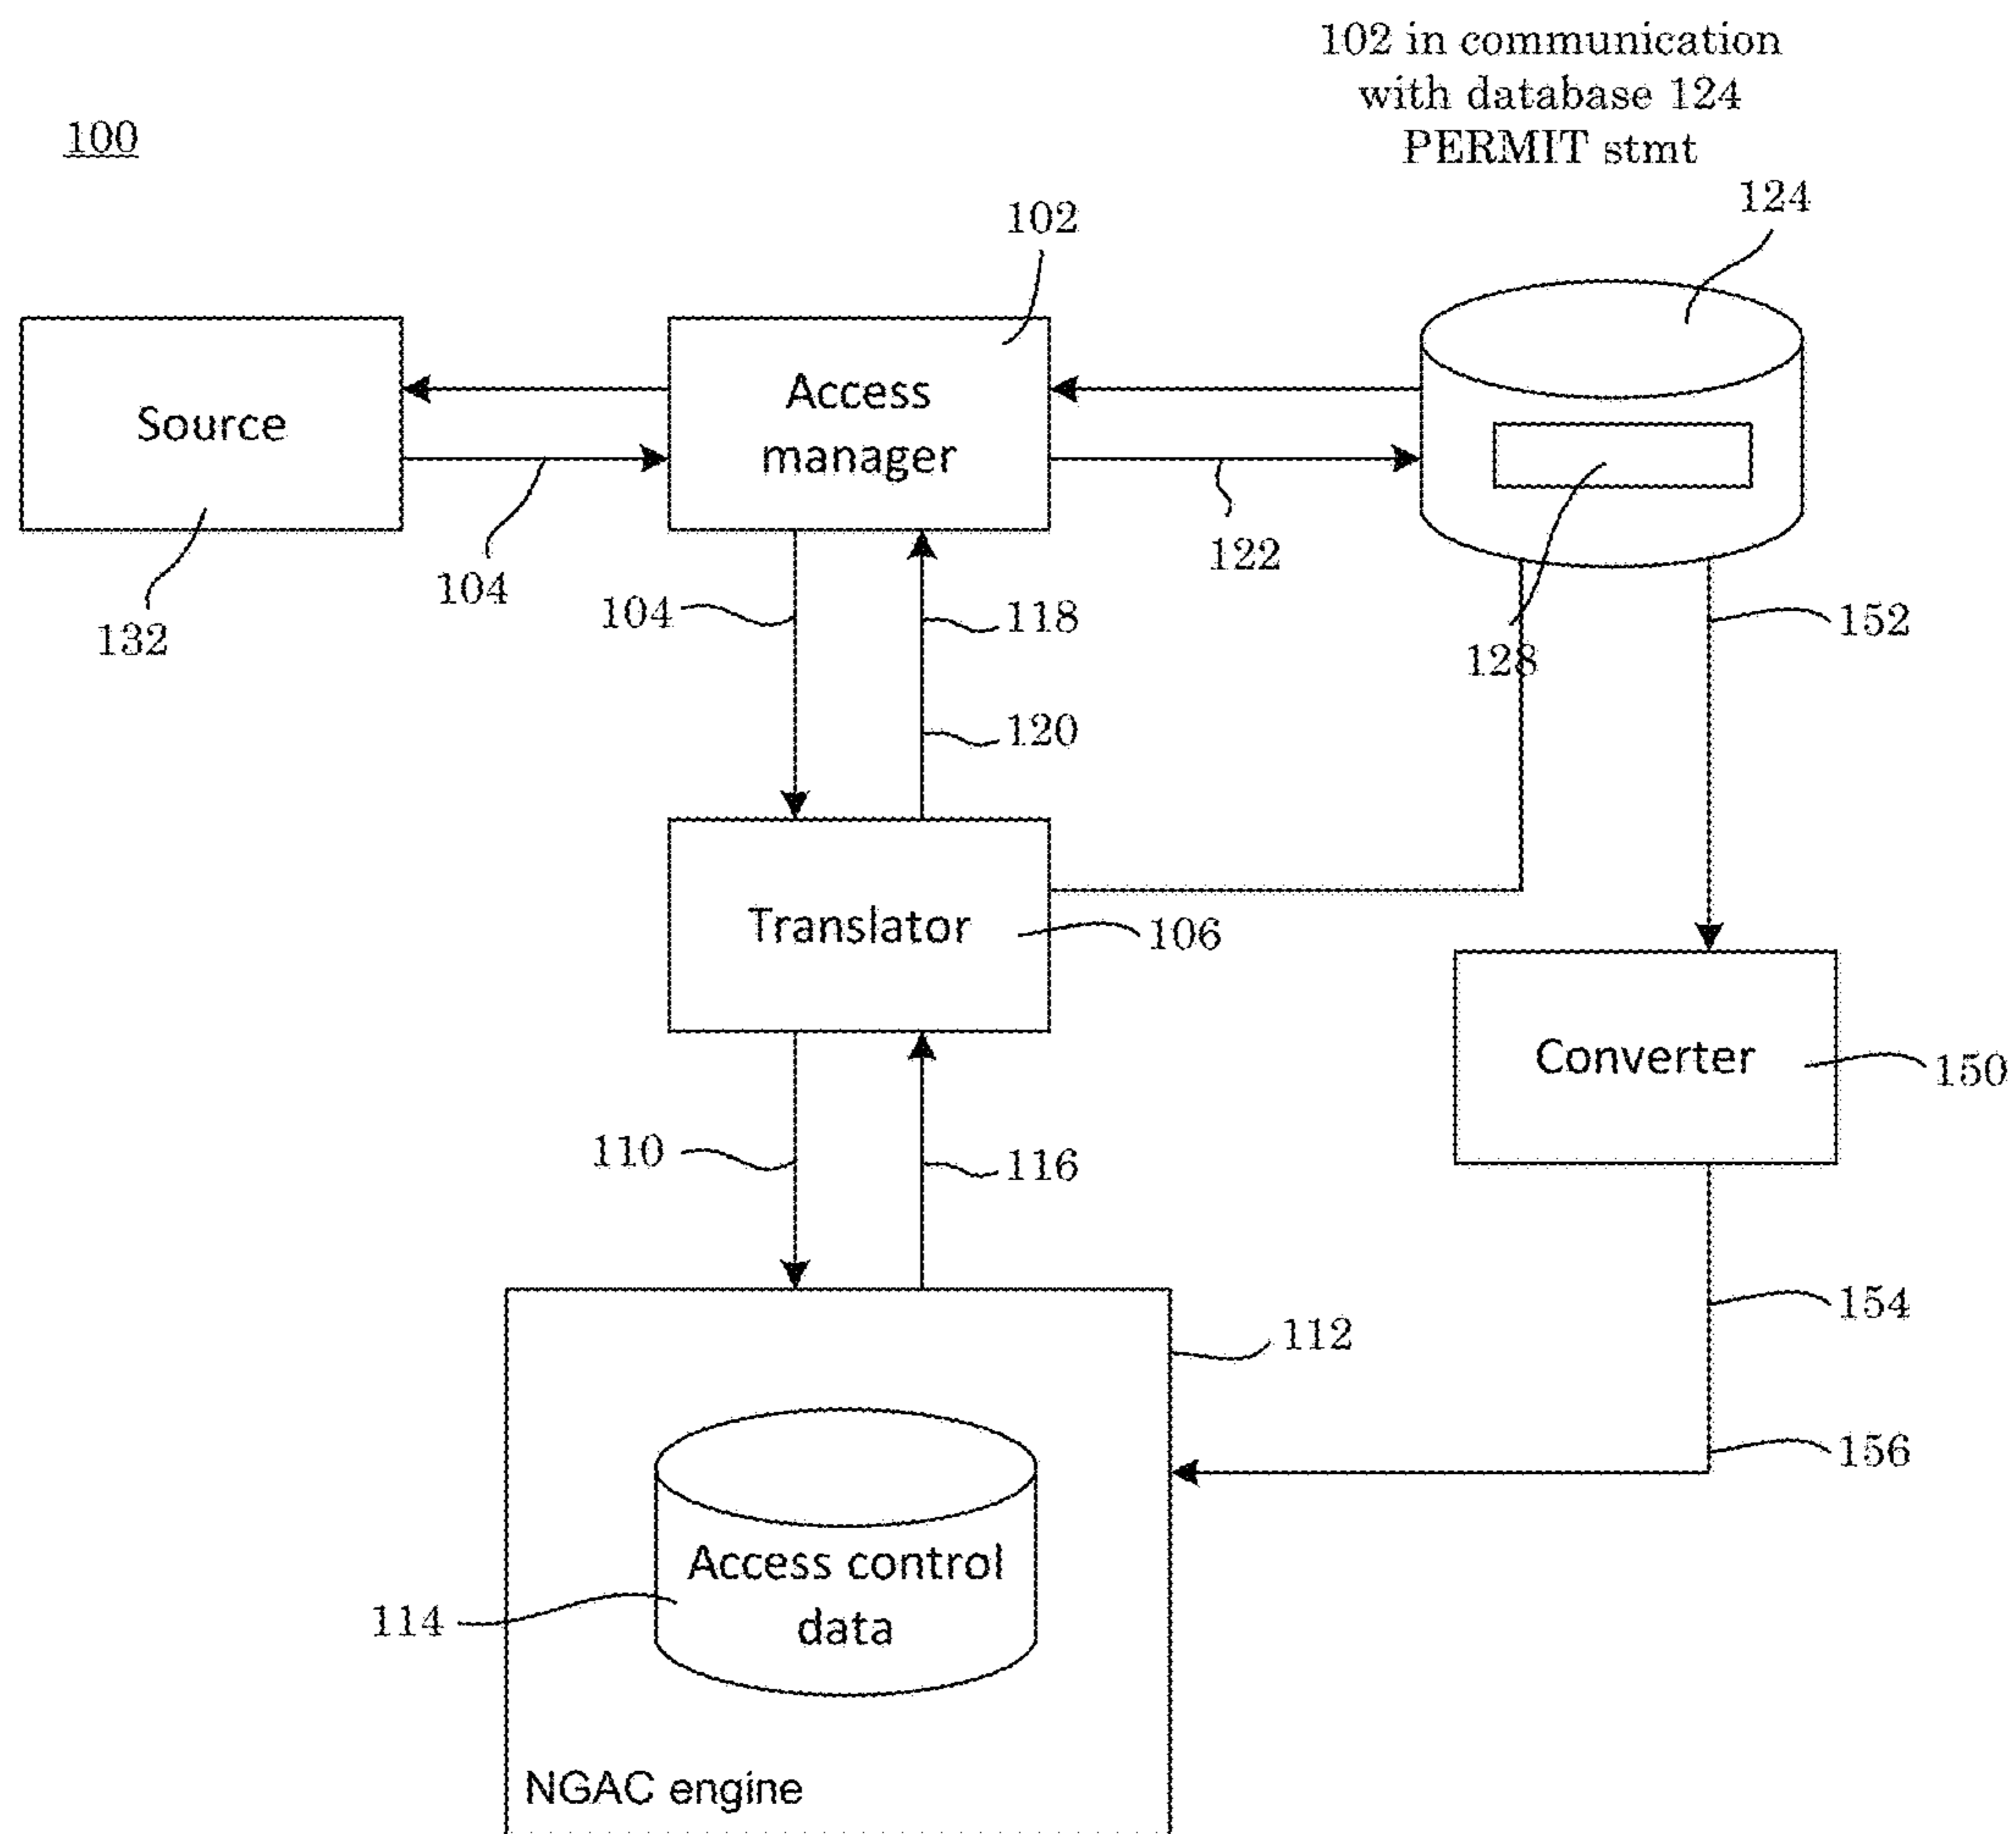 102 in communication
with database 124
PERMIT stmt
100
124
102
Source
Access
manager
104
122
132
104
118
128
152
120
Translator
106
Converter
150
110
116
112
154
156
Access control
data
114
NGAC engine